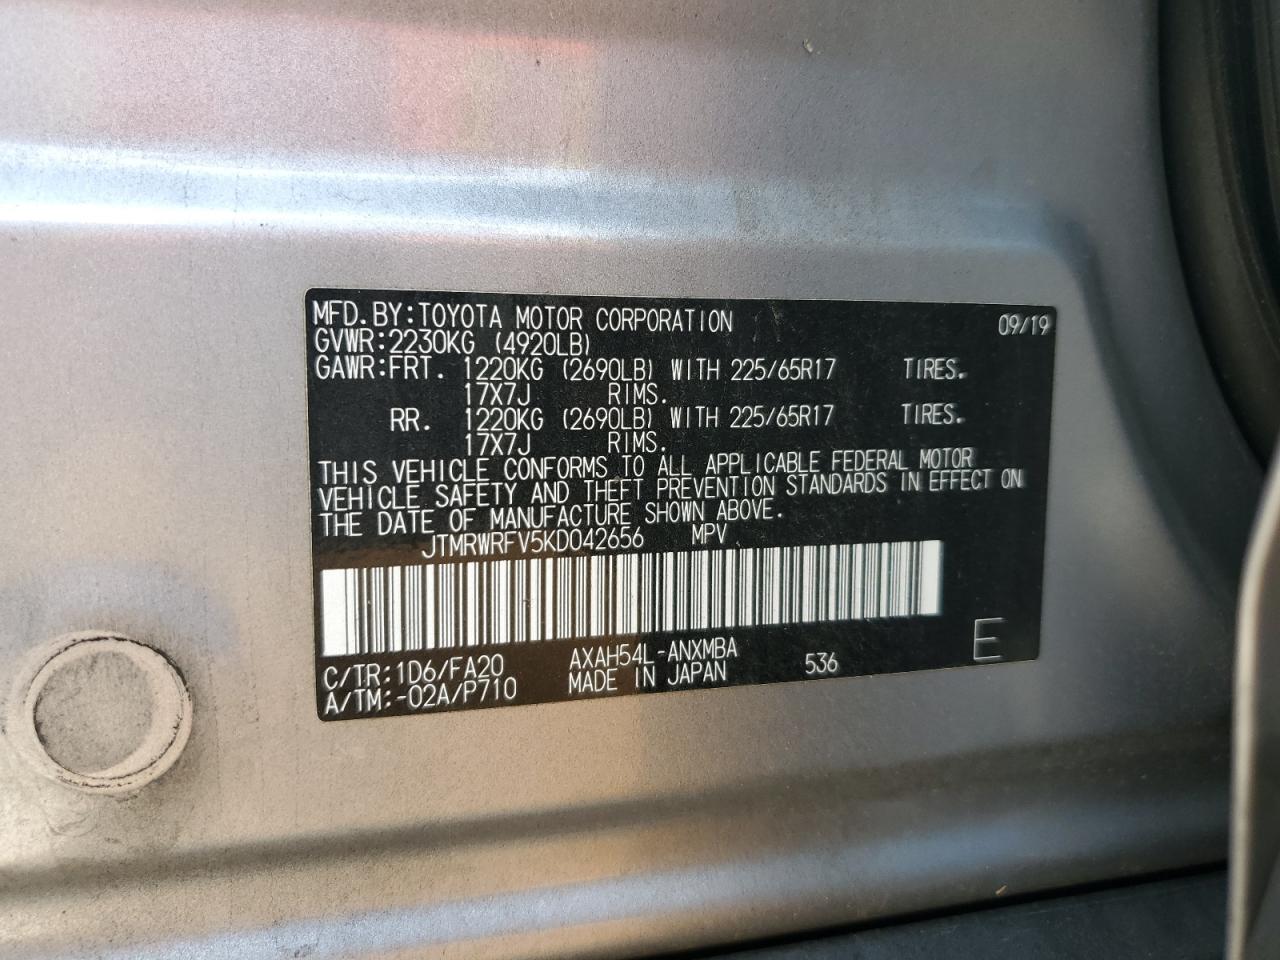 MFD. BY: TOYOTA MOTOR CORPORATION 09/19
GVWR: 2230KG (4920LB)
GAWR: FRT. 1220KG (2690LB) WITH 225/65R17 TIRES.
17X7J RIMS.
RR. 1220KG (2690LB) WITH 225/65R17 TIRES.
17X7J RIMS.
THIS VEHICLE CONFORMS TO ALL APPLICABLE FEDERAL MOTOR
VEHICLE SAFETY AND THEFT PREVENTION STANDARDS IN EFFECT ON
THE DATE OF MANUFACTURE SHOWN ABOVE.
JTMRWRFV5KD042656 MPV
C/TR: 1D6/FA20 AXAH54L-ANXMBA 536 E
A/TM: -02A/P710 MADE IN JAPAN